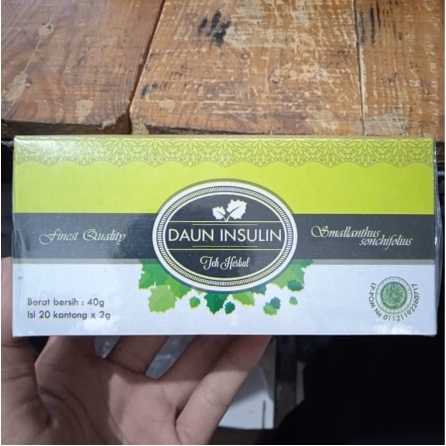 DAUN INSULIN
Teh Herbal
Finest Quality
Smallanthus
sonchifolius
Berat bersih : 40g
Isi 20 kantong x 2g